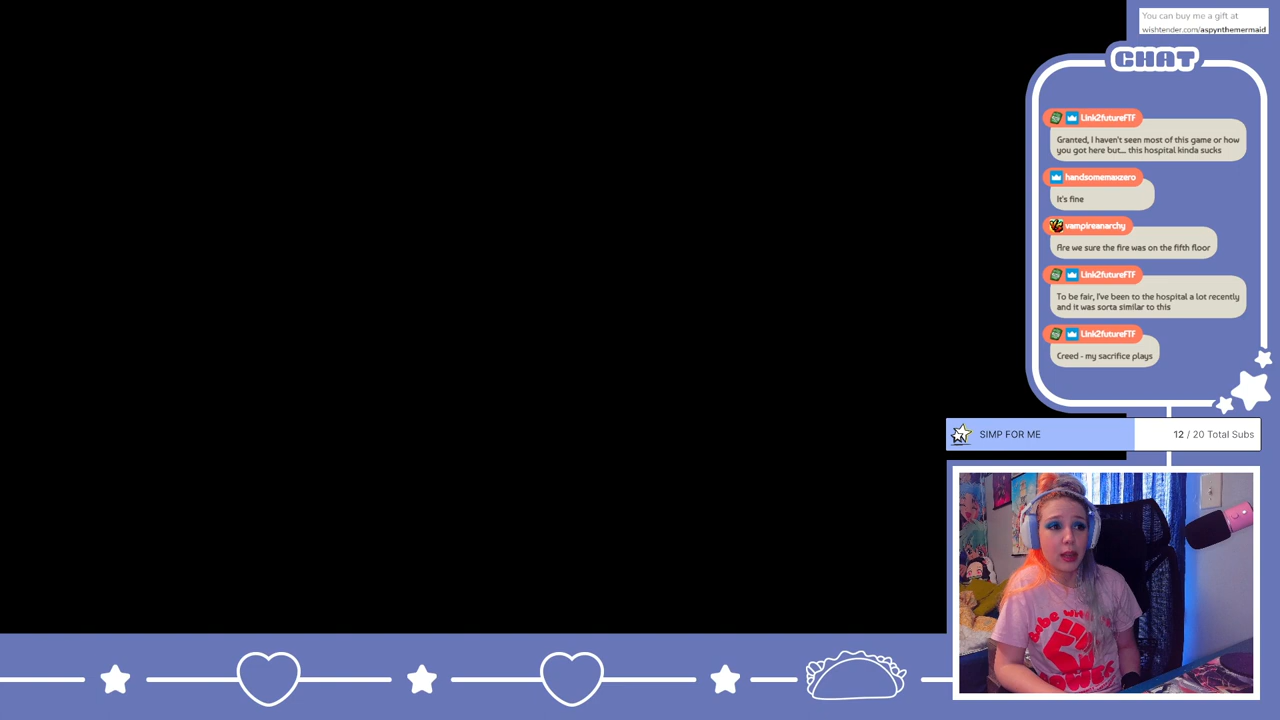 You can buy me a gift at
wishtender.com/aspynthemermaid
CHAT
Link2futureFTF
Granted, I haven't seen most of this game or how
you got here but... this hospital kinda sucks
handsomemaxzero
It's fine
vampireanarchy
Are we sure the fire was on the fifth floor
Link2futureFTF
To be fair, I've been to the hospital a lot recently
and it was sorta similar to this
Link2futureFTF
Creed - my sacrifice plays
SIMP FOR ME
12 / 20 Total Subs
Babe